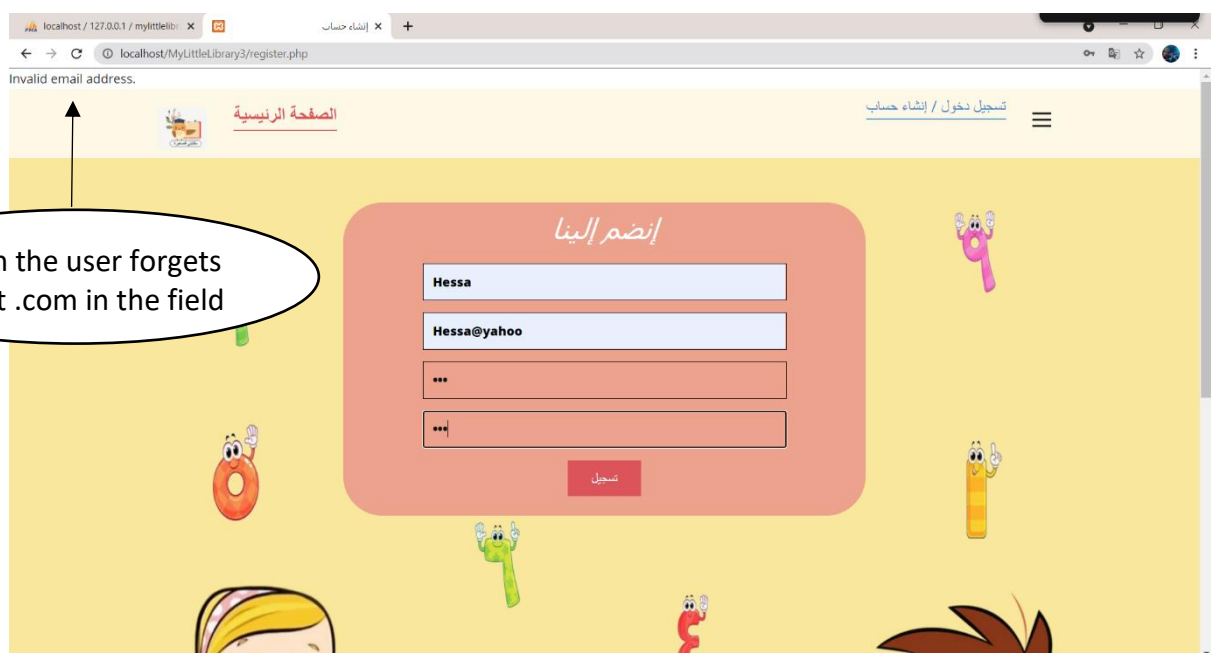 localhost / 127.0.0.1 / mylittlelib
إنشاء حساب
localhost/MyLittleLibrary3/register.php
Invalid email address.
الصفحة الرئيسية
تسجيل دخول / إنشاء حساب
إنضم إلينا
the user forgets
.com in the field
Hessa
Hessa@yahoo
•••
•••
تسجيل